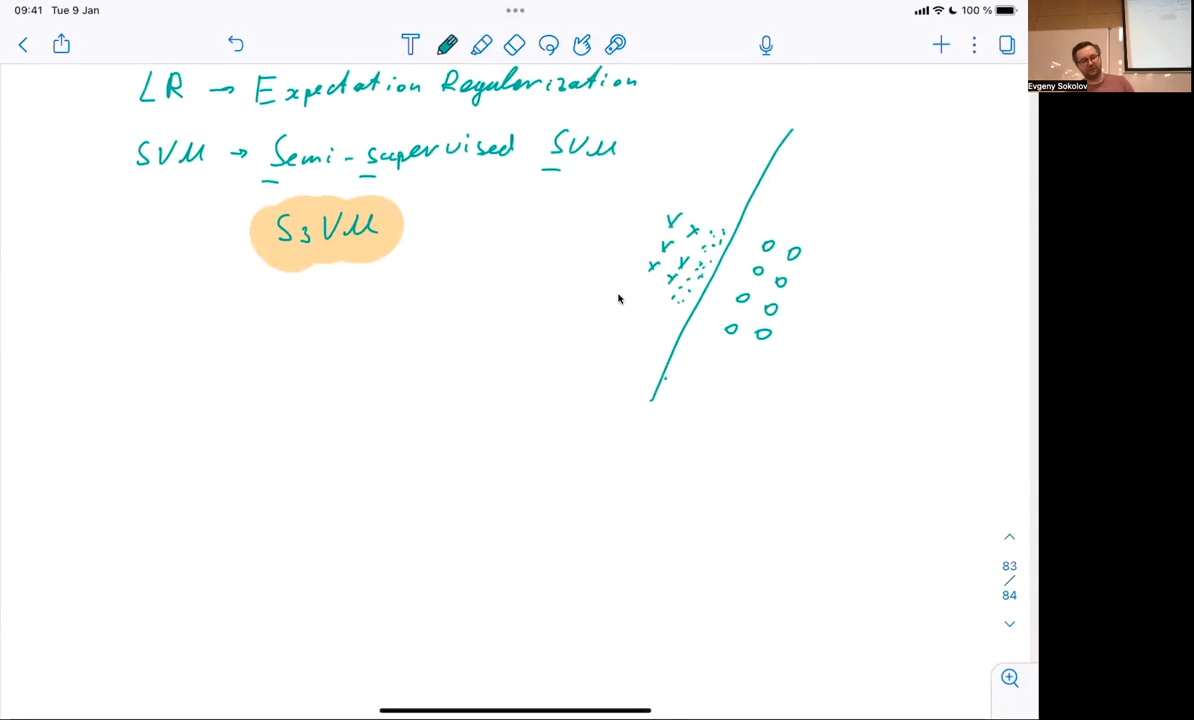 09:41 Tue 9 Jan
100 %
Evgeny Sokolov
T
LR → Expectation Regularization
SVM → Semi-supervised SVM
S3VM
83
/
84